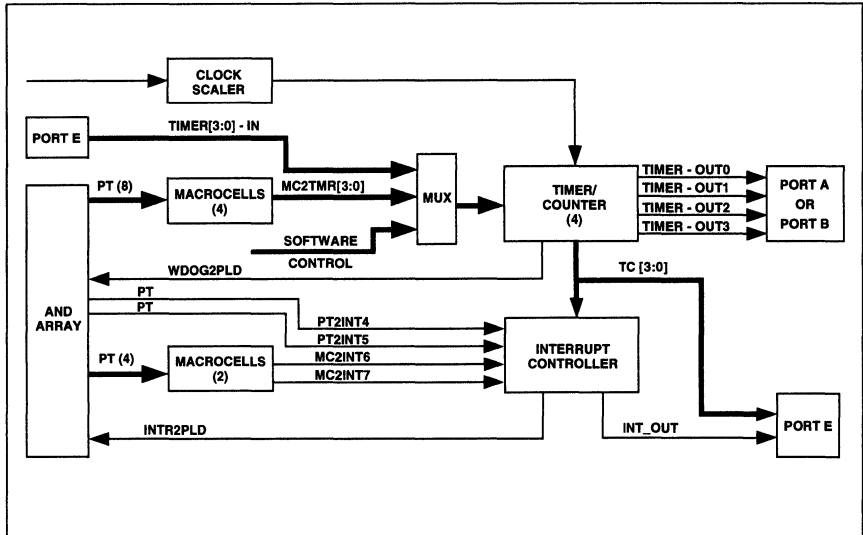 CLOCK
SCALER
TIMER[3:0] - IN
PORT E
PT (8)
MACROCELLS
(4)
MC2TMR[3:0]
MUX
TIMER/
COUNTER
(4)
TIMER - OUT0
TIMER - OUT1
TIMER - OUT2
TIMER - OUT3
PORT A
OR
PORT B
SOFTWARE
CONTROL
WDOG2PLD
TC [3:0]
AND
ARRAY
PT
PT
PT2INT4
PT2INT5
MC2INT6
MC2INT7
PT (4)
MACROCELLS
(2)
INTERRUPT
CONTROLLER
INTR2PLD
INT_OUT
PORT E